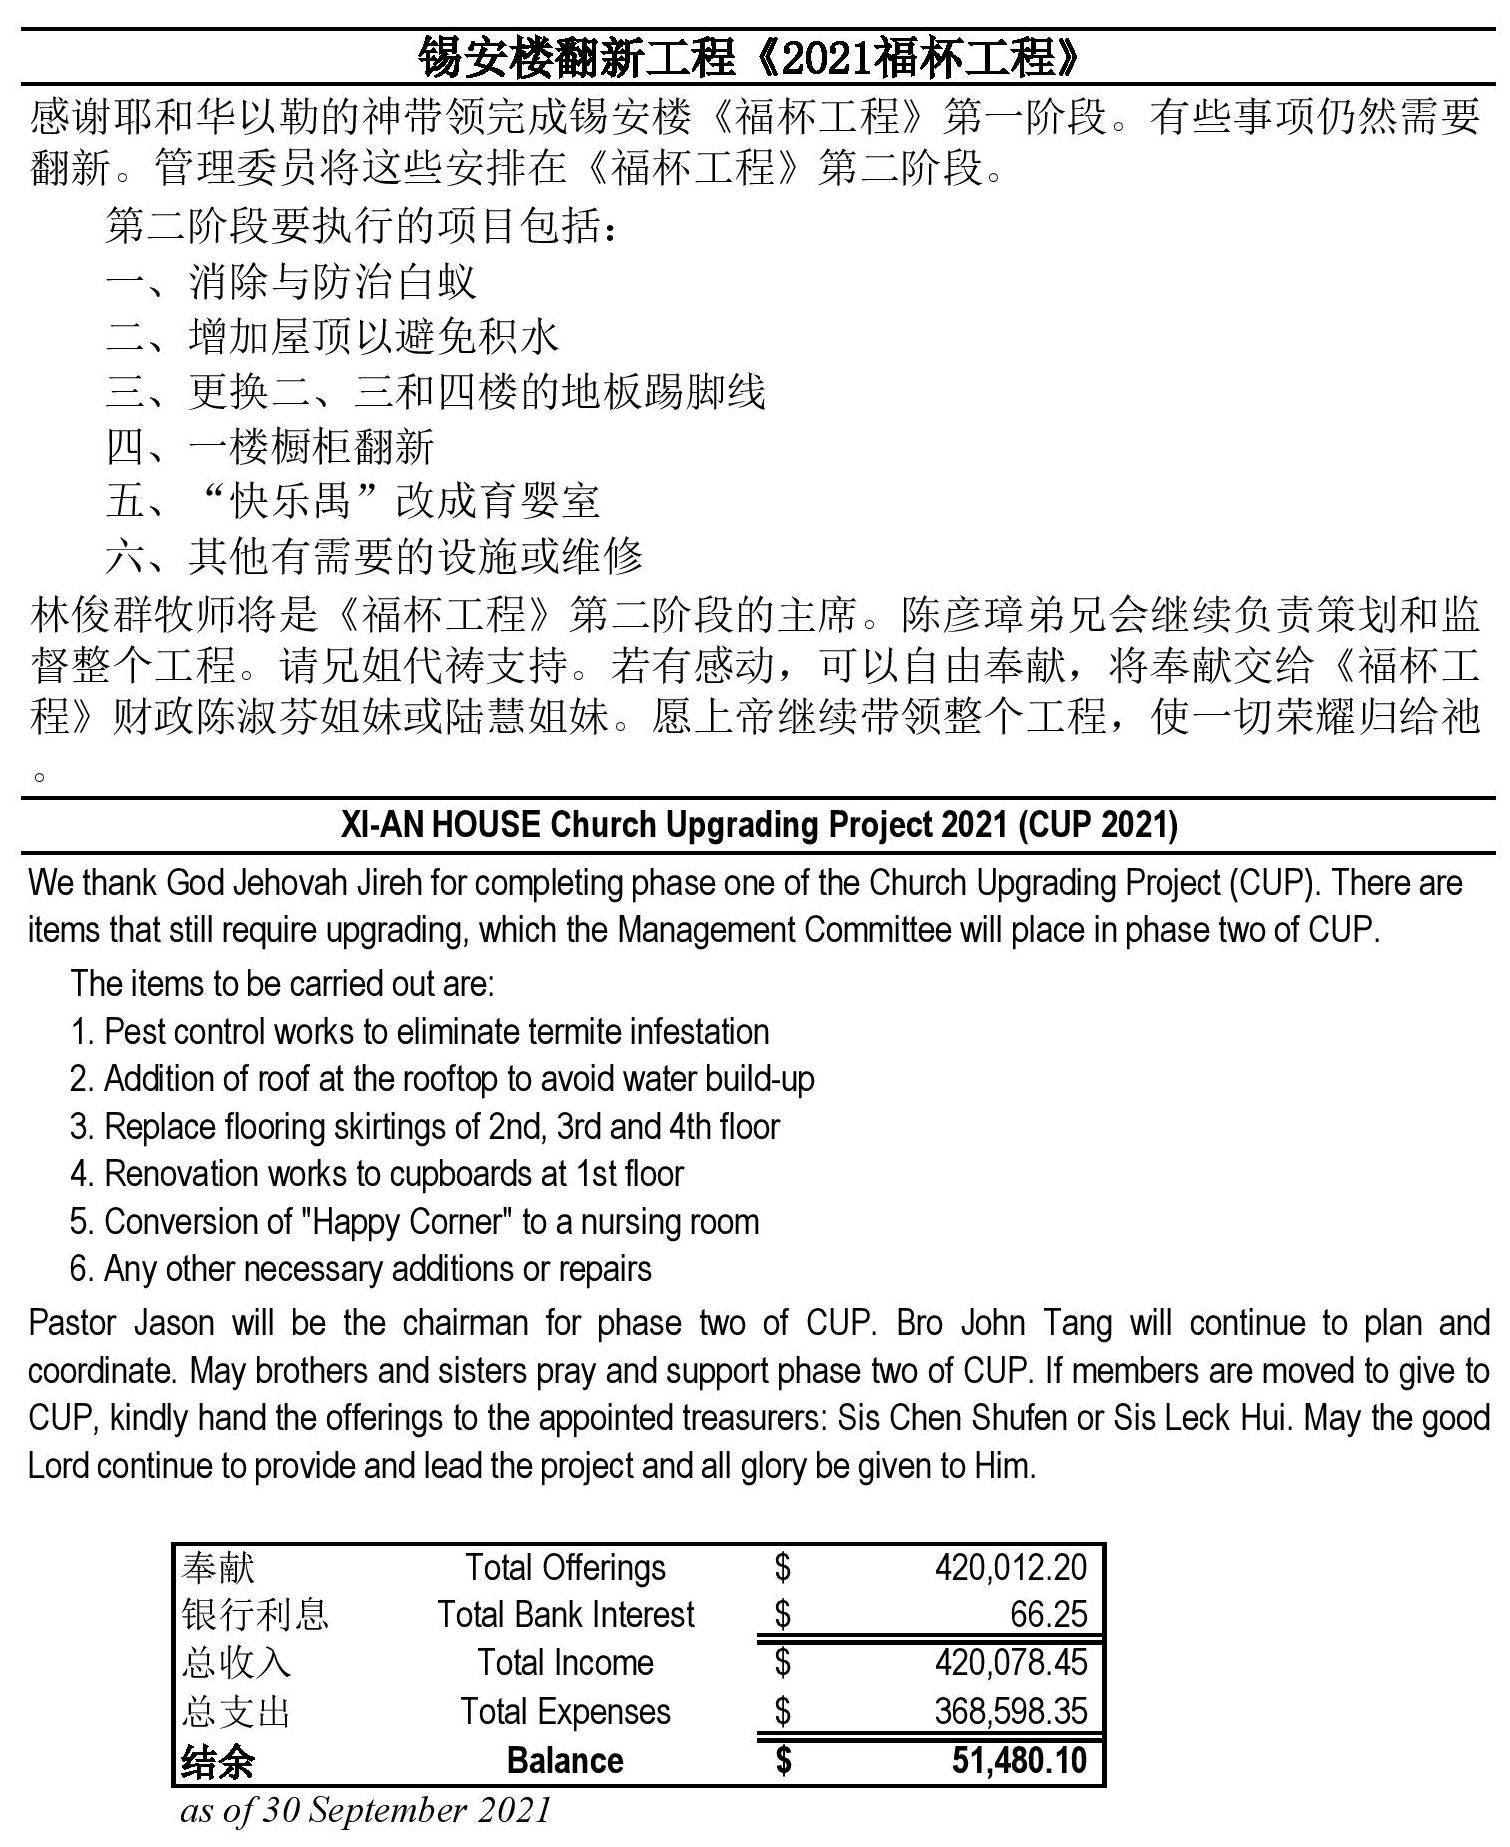 锡安楼翻新工程《2021福杯工程》
感谢耶和华以勒的神带领完成锡安楼《福杯工程》第一阶段。有些事项仍然需要
翻新。管理委员将这些安排在《福杯工程》第二阶段。
第二阶段要执行的项目包括：
一、消除与防治白蚁
二、增加屋顶以避免积水
三、更换二、三和四楼的地板踢脚线
四、一楼橱柜翻新
五、“快乐禺”改成育婴室
六、其他有需要的设施或维修
林俊群牧师将是《福杯工程》第二阶段的主席。陈彦璋弟兄会继续负责策划和监
督整个工程。请兄姐代祷支持。若有感动，可以自由奉献，将奉献交给《福杯工
程》财政陈淑芬姐妹或陆慧姐妹。愿上帝继续带领整个工程，使一切荣耀归给祂
。
XI-AN HOUSE Church Upgrading Project 2021 (CUP 2021)
We thank God Jehovah Jireh for completing phase one of the Church Upgrading Project (CUP). There are
items that still require upgrading, which the Management Committee will place in phase two of CUP.
The items to be carried out are:
1. Pest control works to eliminate termite infestation
2. Addition of roof at the rooftop to avoid water build-up
3. Replace flooring skirtings of 2nd, 3rd and 4th floor
4. Renovation works to cupboards at 1st floor
5. Conversion of "Happy Corner" to a nursing room
6. Any other necessary additions or repairs
Pastor Jason will be the chairman for phase two of CUP. Bro John Tang will continue to plan and
coordinate. May brothers and sisters pray and support phase two of CUP. If members are moved to give to
CUP, kindly hand the offerings to the appointed treasurers: Sis Chen Shufen or Sis Leck Hui. May the good
Lord continue to provide and lead the project and all glory be given to Him.
奉献 Total Offerings $ 420,012.20
银行利息 Total Bank Interest $ 66.25
总收入 Total Income $ 420,078.45
总支出 Total Expenses $ 368,598.35
结余 Balance $ 51,480.10
as of 30 September 2021